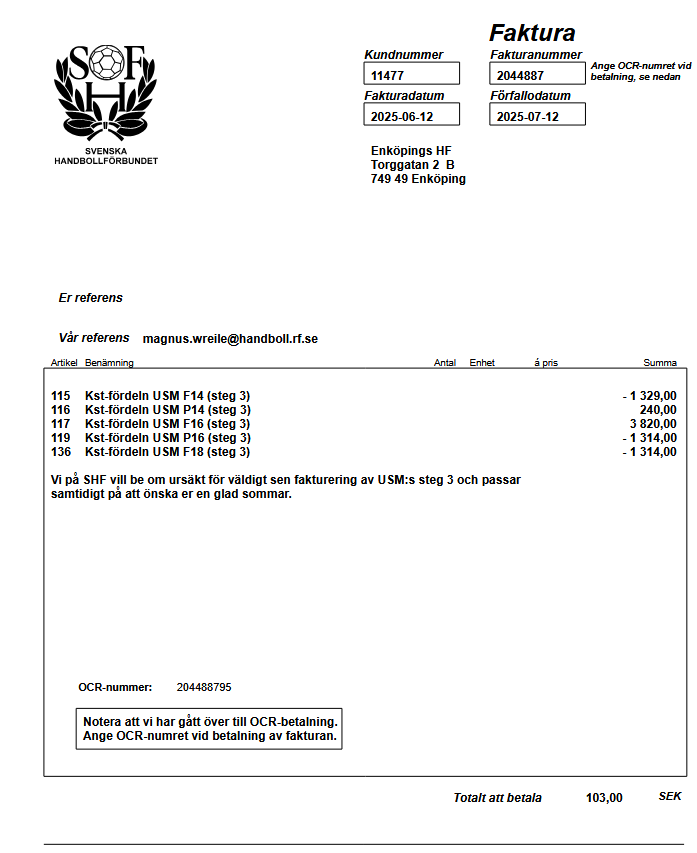 Faktura
SHF
SVENSKA
HANDBOLLFÖRBUNDET
Kundnummer Fakturanummer
11477 2044887
Ange OCR-numret vid
betalning, se nedan
Fakturadatum Förfallodatum
2025-06-12 2025-07-12
Enköpings HF
Torggatan 2 B
749 49 Enköping
Er referens
Vår referens magnus.wreile@handboll.rf.se
Artikel Benämning Antal Enhet á pris Summa
115 Kst-fördeln USM F14 (steg 3) - 1 329,00
116 Kst-fördeln USM P14 (steg 3) 240,00
117 Kst-fördeln USM F16 (steg 3) 3 820,00
119 Kst-fördeln USM P16 (steg 3) - 1 314,00
136 Kst-fördeln USM F18 (steg 3) - 1 314,00
Vi på SHF vill be om ursäkt för väldigt sen fakturering av USM:s steg 3 och passar
samtidigt på att önska er en glad sommar.
OCR-nummer: 204488795
Notera att vi har gått över till OCR-betalning.
Ange OCR-numret vid betalning av fakturan.
Totalt att betala 103,00 SEK